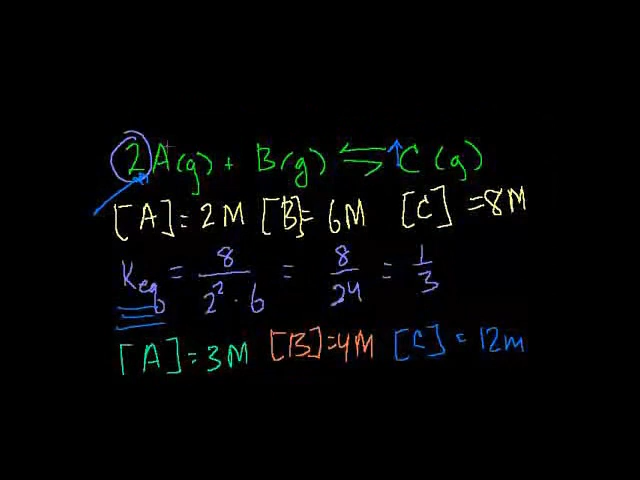 2A(g) + B(g) ⇌ C(g)
[A] = 2M [B] = 6M [C] = 8M
Keq = 8/2² · 6 = 8/24 = 1/3
[A] = 3M [B] = 4M [C] = 12M